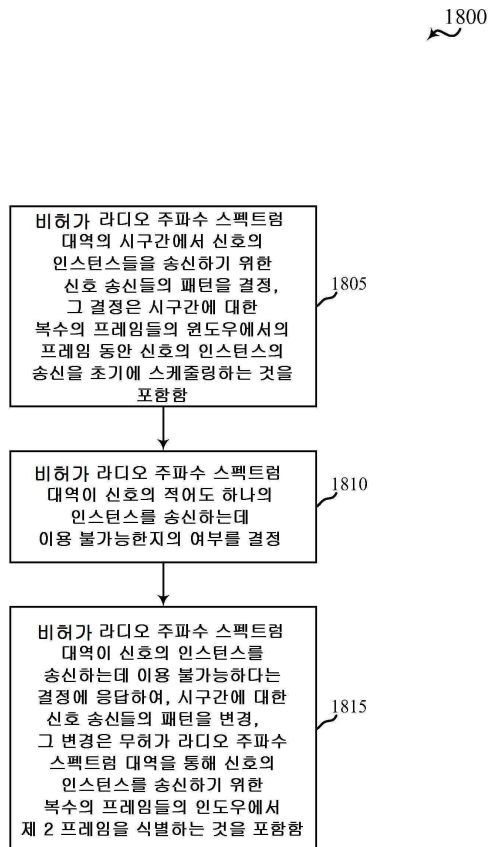 1800
비허가 라디오 주파수 스펙트럼
대역의 시구간에서 신호의
인스턴스들을 송신하기 위한
신호 송신들의 패턴을 결정,
그 결정은 시구간에 대한
복수의 프레임들의 윈도우에서의
프레임 동안 신호의 인스턴스의
송신을 초기에 스케줄링하는 것을
포함함
1805
비허가 라디오 주파수 스펙트럼
대역이 신호의 적어도 하나의
인스턴스를 송신하는데
이용 불가능한지의 여부를 결정
1810
비허가 라디오 주파수 스펙트럼
대역이 신호의 인스턴스를
송신하는데 이용 불가능하다는
결정에 응답하여, 시구간에 대한
신호 송신들의 패턴을 변경,
그 변경은 무허가 라디오 주파수
스펙트럼 대역을 통해 신호의
인스턴스를 송신하기 위한
복수의 프레임들의 인도우에서
제 2 프레임을 식별하는 것을 포함함
1815